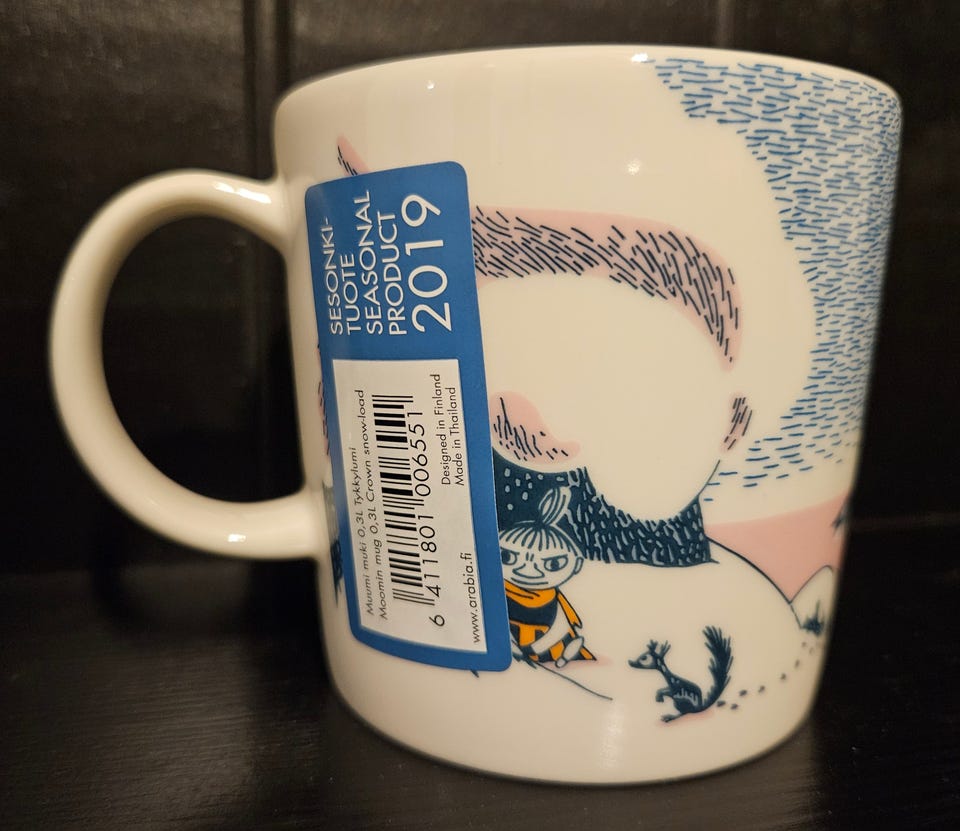 SESONKI-
TUOTE
SEASONAL
PRODUCT
2019
Muumi muki 0,3L Tykkylumi
Moomin mug 0,3L Crown snow-load
6 411801 006551
Designed in Finland
Made in Thailand
www.arabia.fi